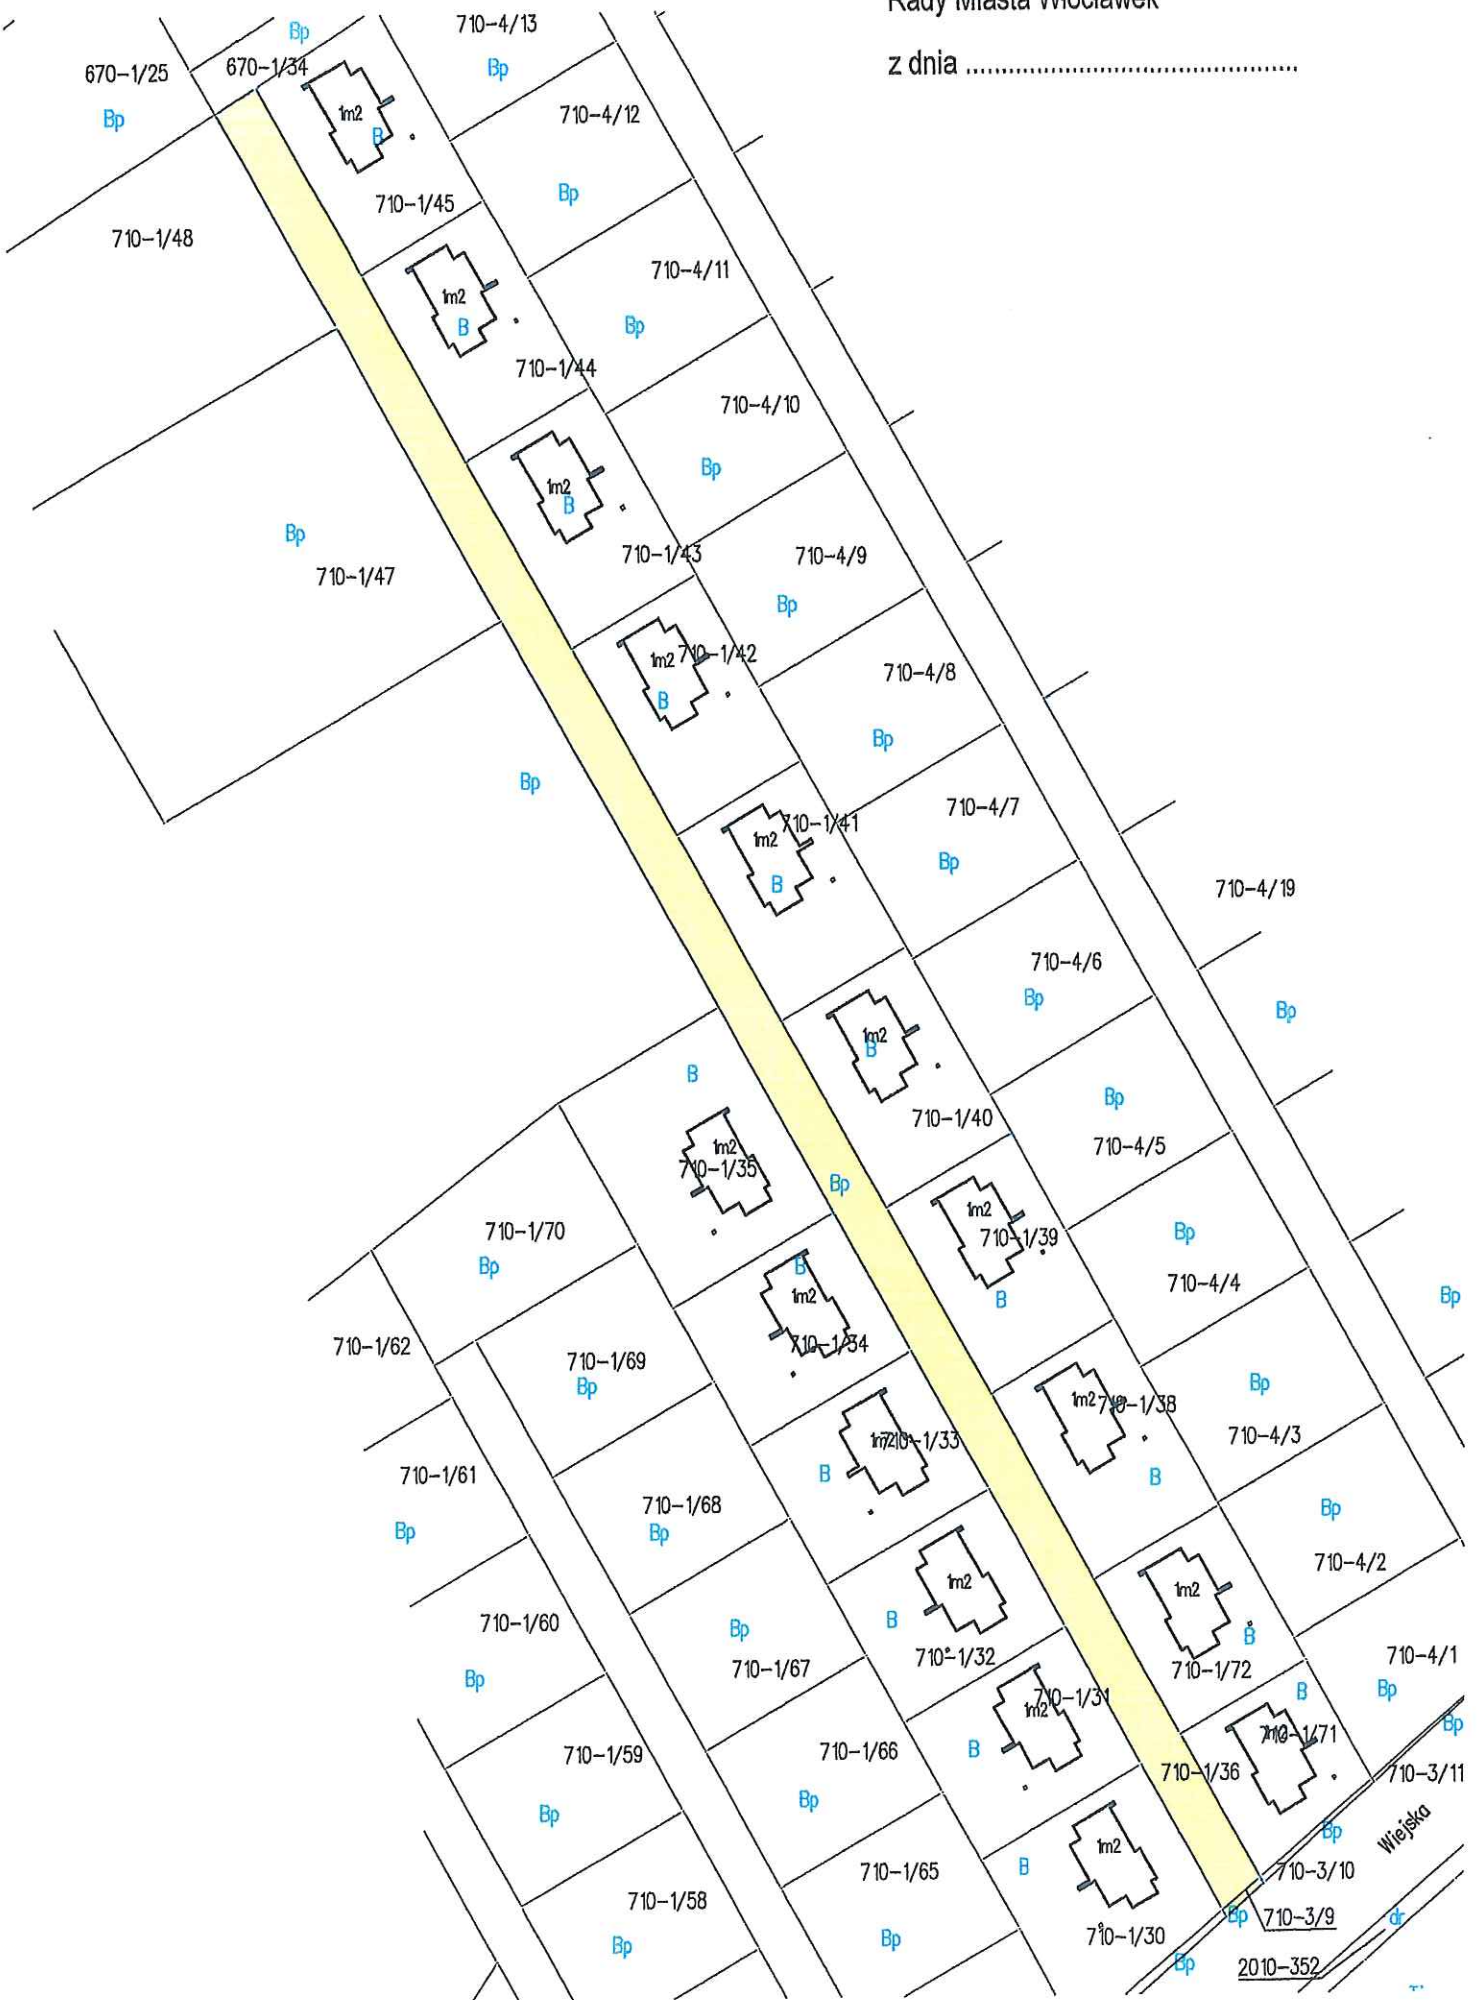 Rady Miasta Włocławek
z dnia ................................................
710-4/13
Bp
670-1/34
670-1/25
Bp
Bp
1m2
B
710-4/12
Bp
710-1/45
710-1/48
1m2
B
710-4/11
Bp
710-1/44
710-4/10
Bp
1m2
B
Bp
710-1/47
710-1/43
710-4/9
Bp
1m2
710-1/42
B
710-4/8
Bp
Bp
1m2
710-1/41
B
710-4/7
Bp
710-4/19
710-4/6
Bp
Bp
1m2
B
B
710-1/40
Bp
710-4/5
1m2
710-1/35
Bp
1m2
710-1/39
B
Bp
710-4/4
Bp
710-1/70
Bp
B
1m2
710-1/34
710-1/62
710-1/69
Bp
1m2
710-1/38
B
Bp
710-4/3
1m2
710-1/33
B
710-1/61
Bp
710-1/68
Bp
Bp
710-4/2
1m2
B
710-1/32
1m2
B
710-1/72
710-1/60
Bp
Bp
710-1/67
710-4/1
Bp
B
Bp
1m2
710-1/31
B
710-1/71
710-1/59
Bp
710-1/66
Bp
710-1/36
710-3/11
Wiejska
Bp
1m2
B
710-1/65
Bp
710-3/10
710-1/58
Bp
710-1/30
Bp
710-3/9
dr
Bp
2010-352